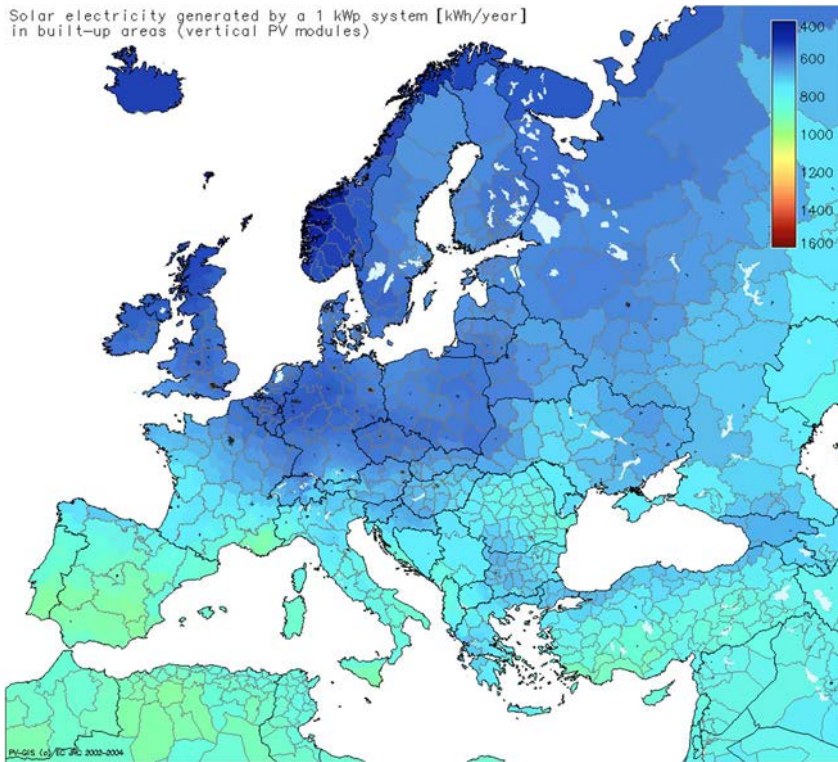 Solar electricity generated by a 1 kWp system [kWh/year]
in built-up areas (vertical PV modules)
400
600
800
1000
1200
1400
1600
PV-GIS (c) EC JRC 2002-2004